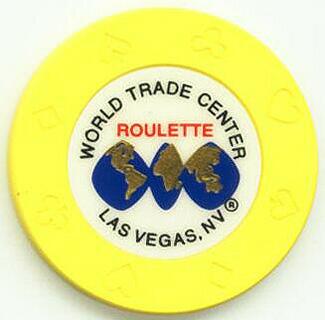 WORLD TRADE CENTER
ROULETTE
LAS VEGAS, NV®